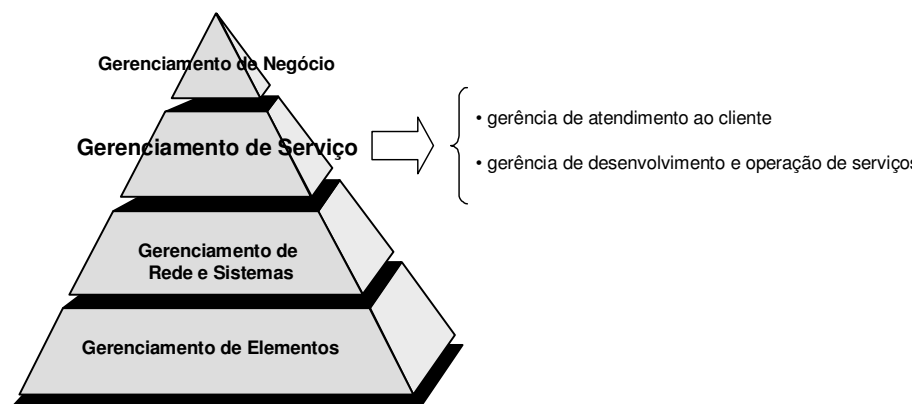 Gerenciamento de Negócio
Gerenciamento de Serviço
• gerência de atendimento ao cliente
• gerência de desenvolvimento e operação de serviços
Gerenciamento de
Rede e Sistemas
Gerenciamento de Elementos